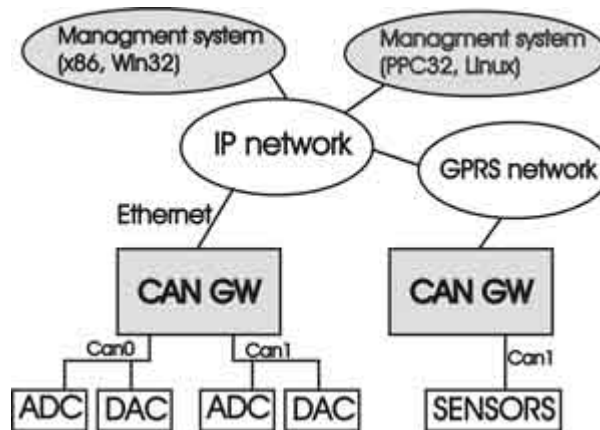 Managment system
(x86, Win32)
Managment system
(PPC32, Linux)
IP network
GPRS network
Ethernet
CAN GW
CAN GW
Can0
Can1
Can1
ADC
DAC
ADC
DAC
SENSORS